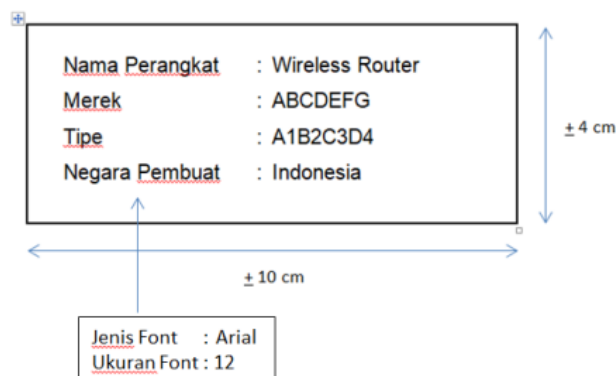 Nama Perangkat : Wireless Router
Merek : ABCDEFG
Tipe : A1B2C3D4
Negara Pembuat : Indonesia
± 4 cm
± 10 cm
Jenis Font : Arial
Ukuran Font : 12